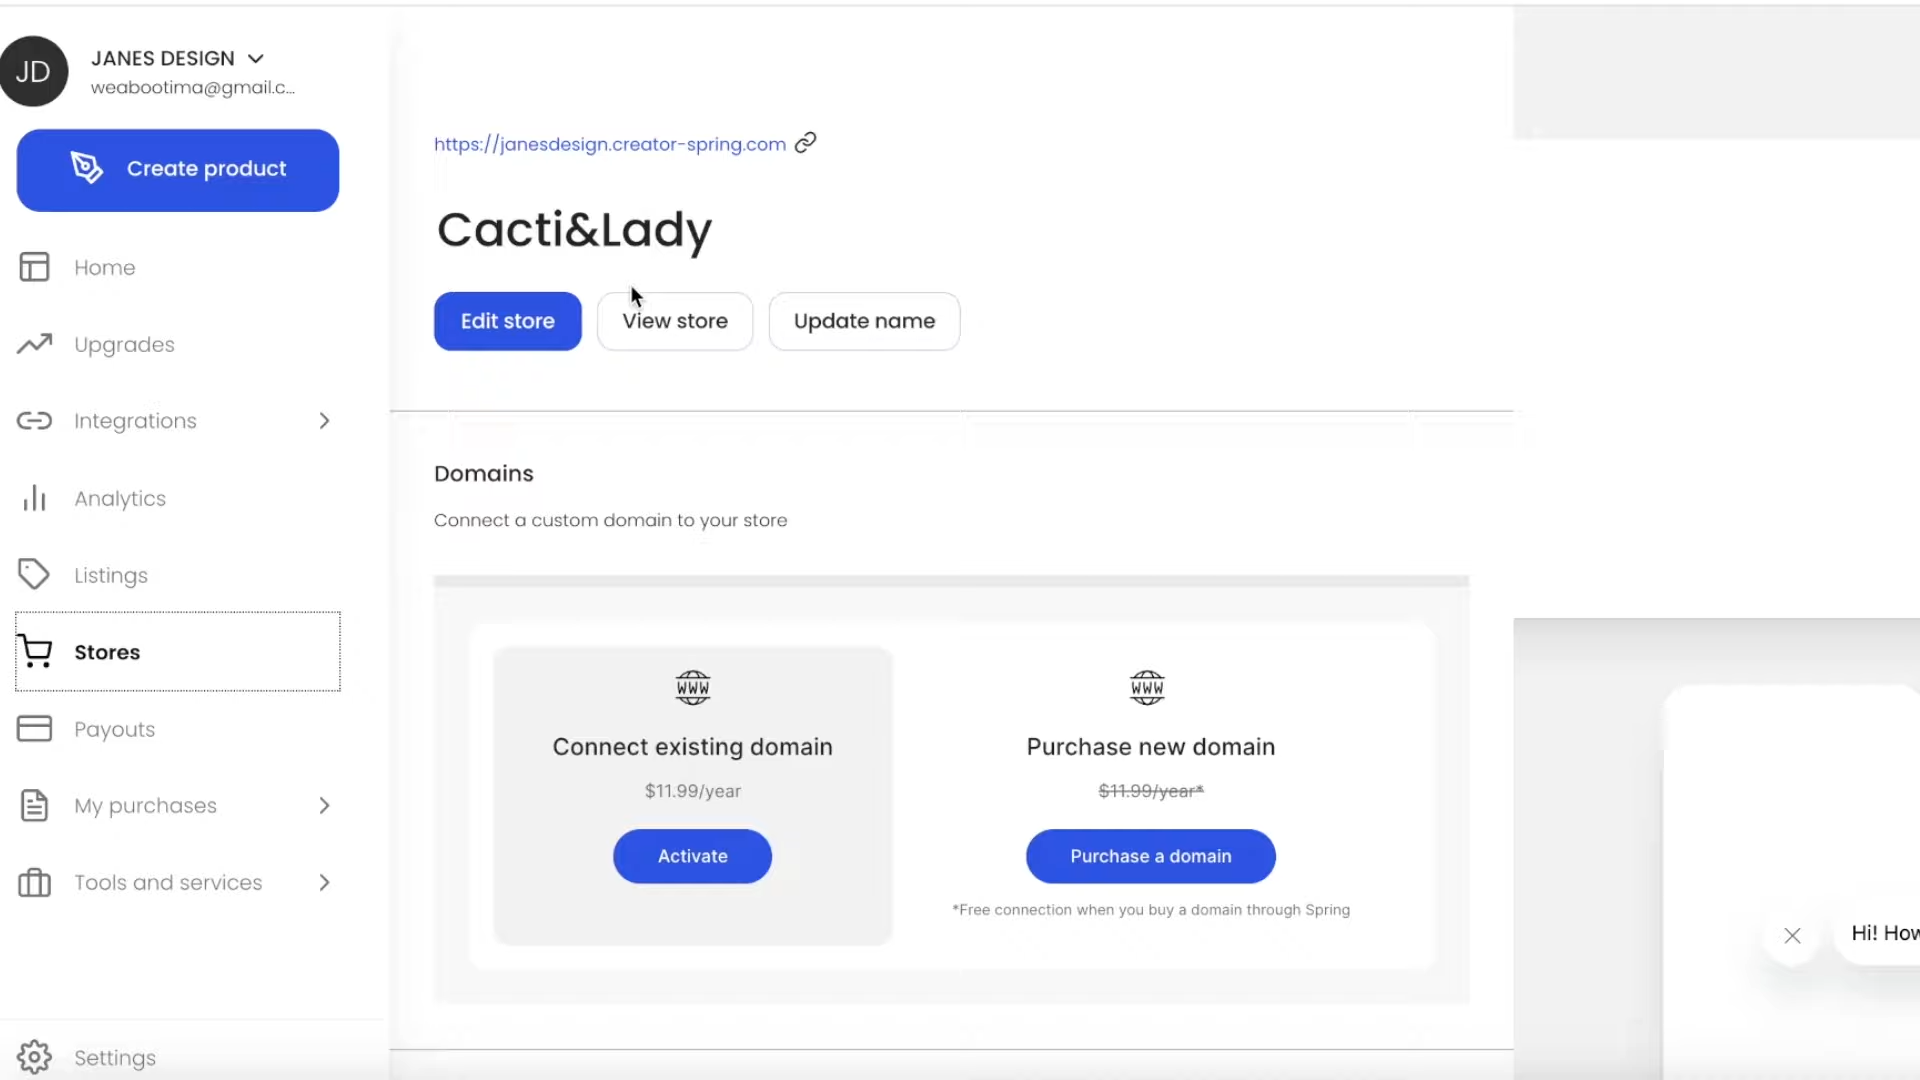 JD
JANES DESIGN
weabootima@gmail.c...
Create product
Home
Upgrades
Integrations
Analytics
Listings
Stores
Payouts
My purchases
Tools and services
Settings
https://janesdesign.creator-spring.com
Cacti&Lady
Edit store
View store
Update name
Domains
Connect a custom domain to your store
WWW
Connect existing domain
$11.99/year
Activate
WWW
Purchase new domain
$11.99/year*
Purchase a domain
*Free connection when you buy a domain through Spring
Hi! How